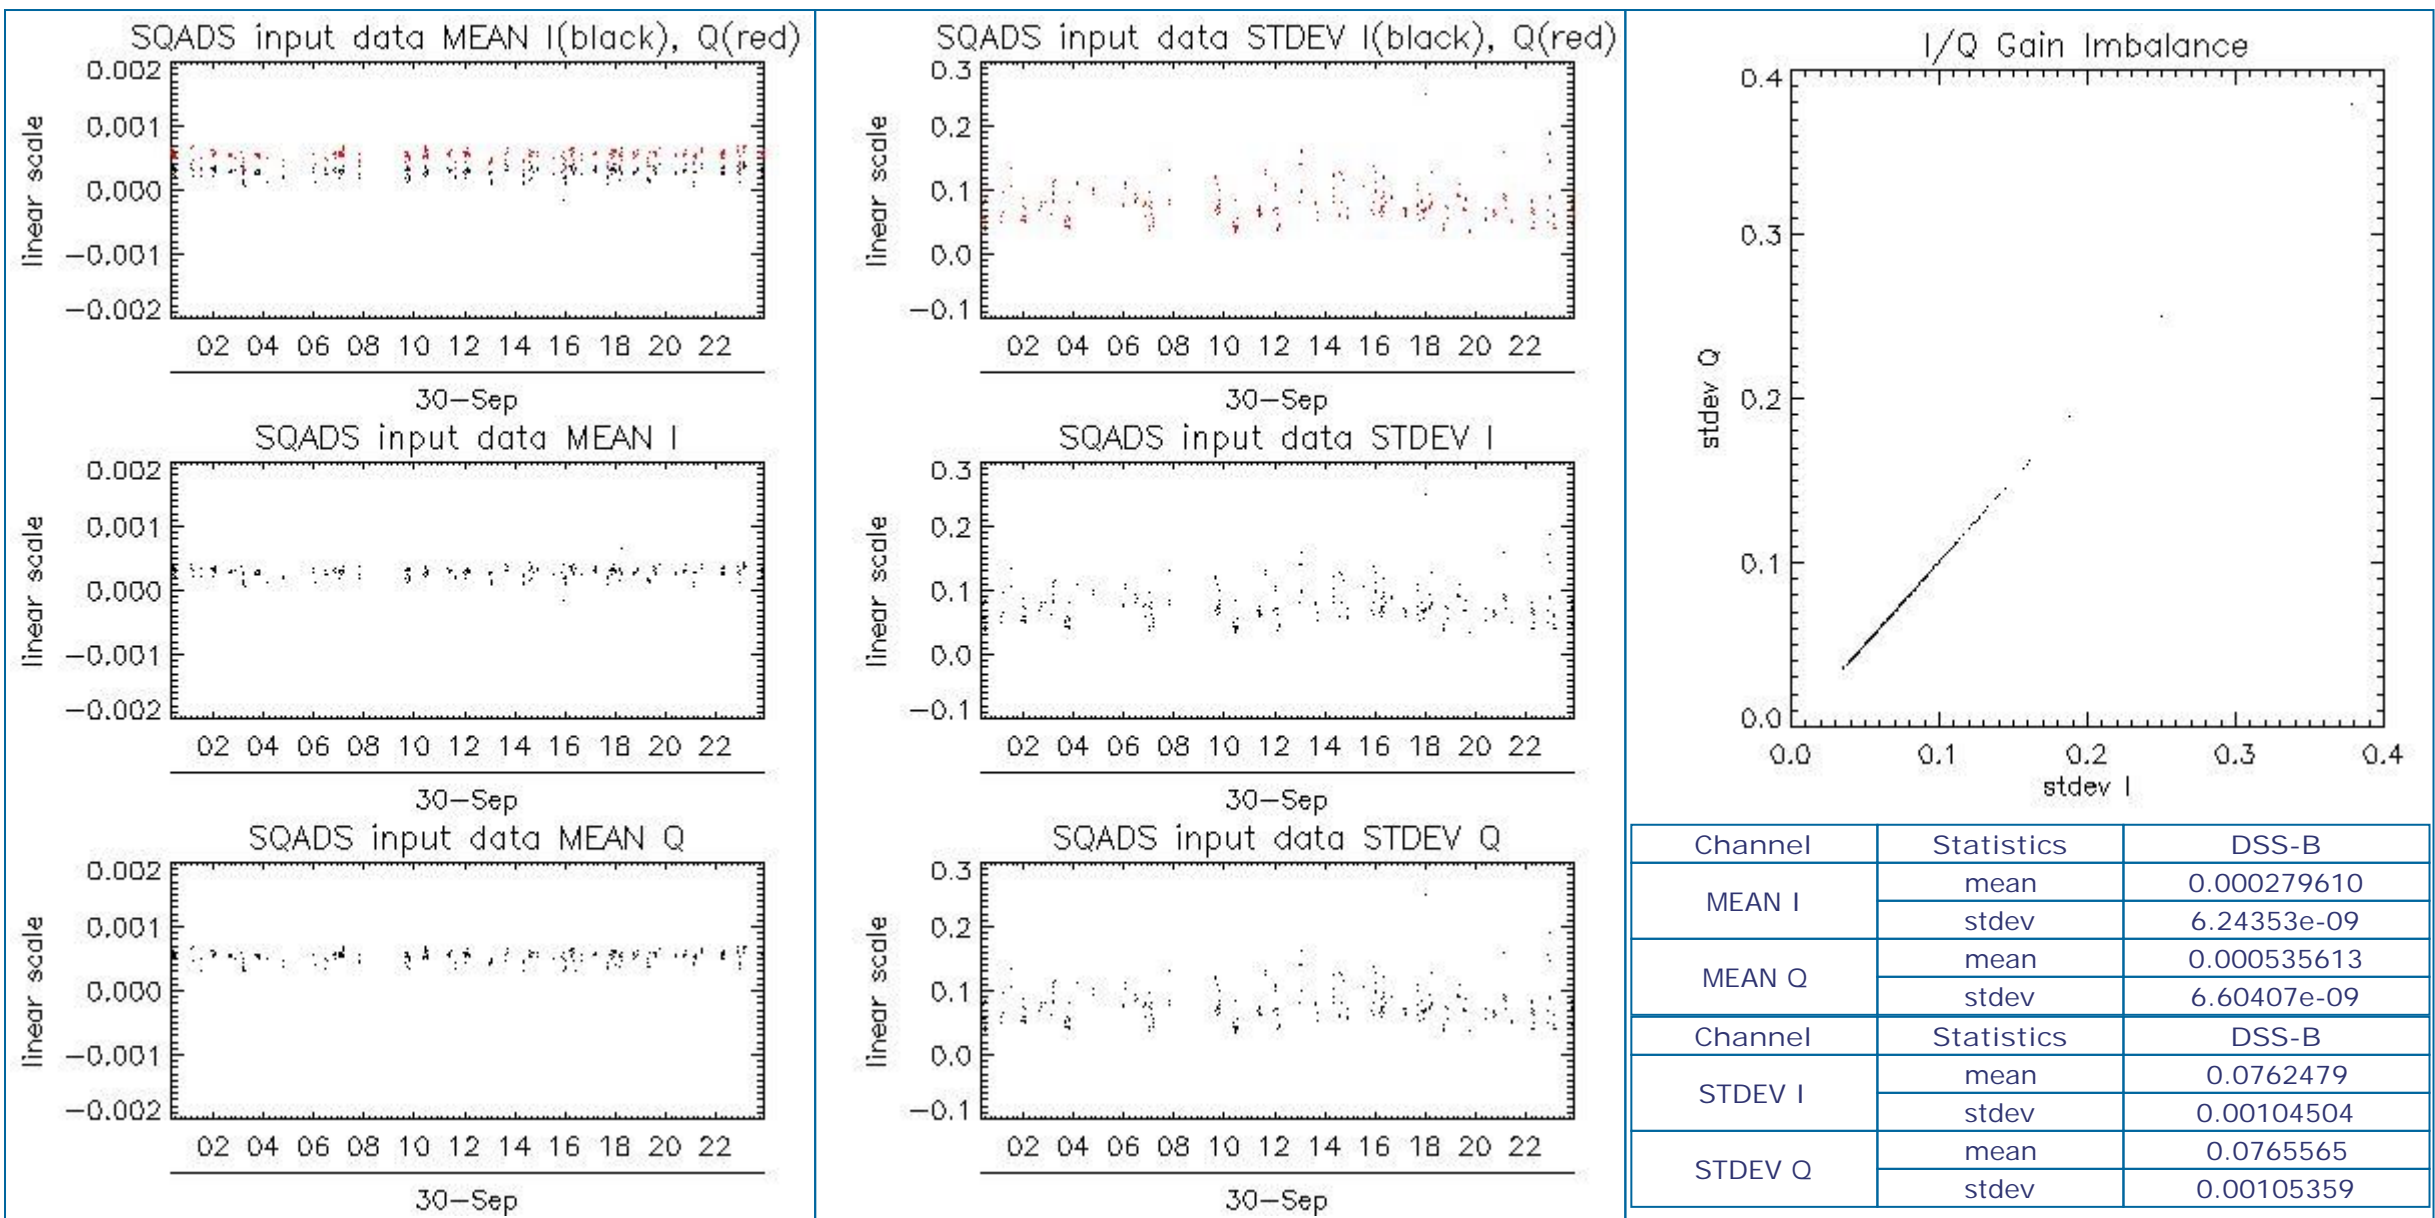 SQADS input data MEAN I(black), Q(red)
0.002
0.001
0.000
−0.001
−0.002
linear scale
02 04 06 08 10 12 14 16 18 20 22
30−Sep
SQADS input data MEAN I
0.002
0.001
0.000
−0.001
−0.002
linear scale
02 04 06 08 10 12 14 16 18 20 22
30−Sep
SQADS input data MEAN Q
0.002
0.001
0.000
−0.001
−0.002
linear scale
02 04 06 08 10 12 14 16 18 20 22
30−Sep
SQADS input data STDEV I(black), Q(red)
0.3
0.2
0.1
0.0
−0.1
linear scale
02 04 06 08 10 12 14 16 18 20 22
30−Sep
SQADS input data STDEV I
0.3
0.2
0.1
0.0
−0.1
linear scale
02 04 06 08 10 12 14 16 18 20 22
30−Sep
SQADS input data STDEV Q
0.3
0.2
0.1
0.0
−0.1
linear scale
02 04 06 08 10 12 14 16 18 20 22
30−Sep
I/Q Gain Imbalance
0.4
0.3
0.2
0.1
0.0
stdev Q
0.0 0.1 0.2 0.3 0.4
stdev I
Channel Statistics DSS-B
MEAN I mean 0.000279610
stdev 6.24353e-09
MEAN Q mean 0.000535613
stdev 6.60407e-09
Channel Statistics DSS-B
STDEV I mean 0.0762479
stdev 0.00104504
STDEV Q mean 0.0765565
stdev 0.00105359